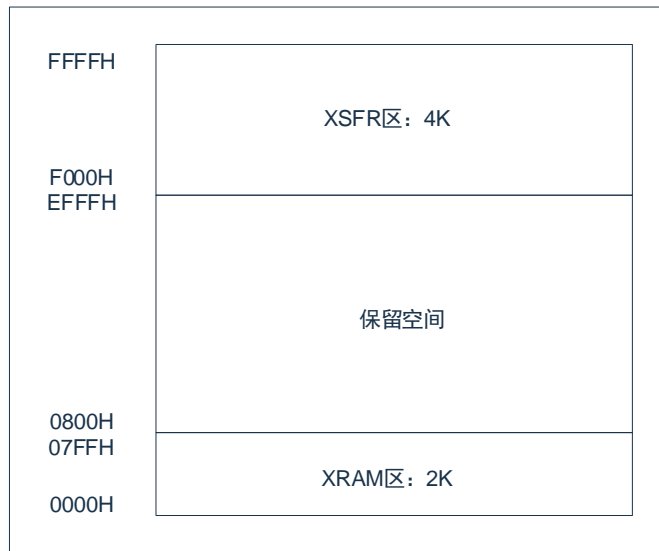 FFFFH
XSFR区：4K
F000H
EFFFH
保留空间
0800H
07FFH
XRAM区：2K
0000H